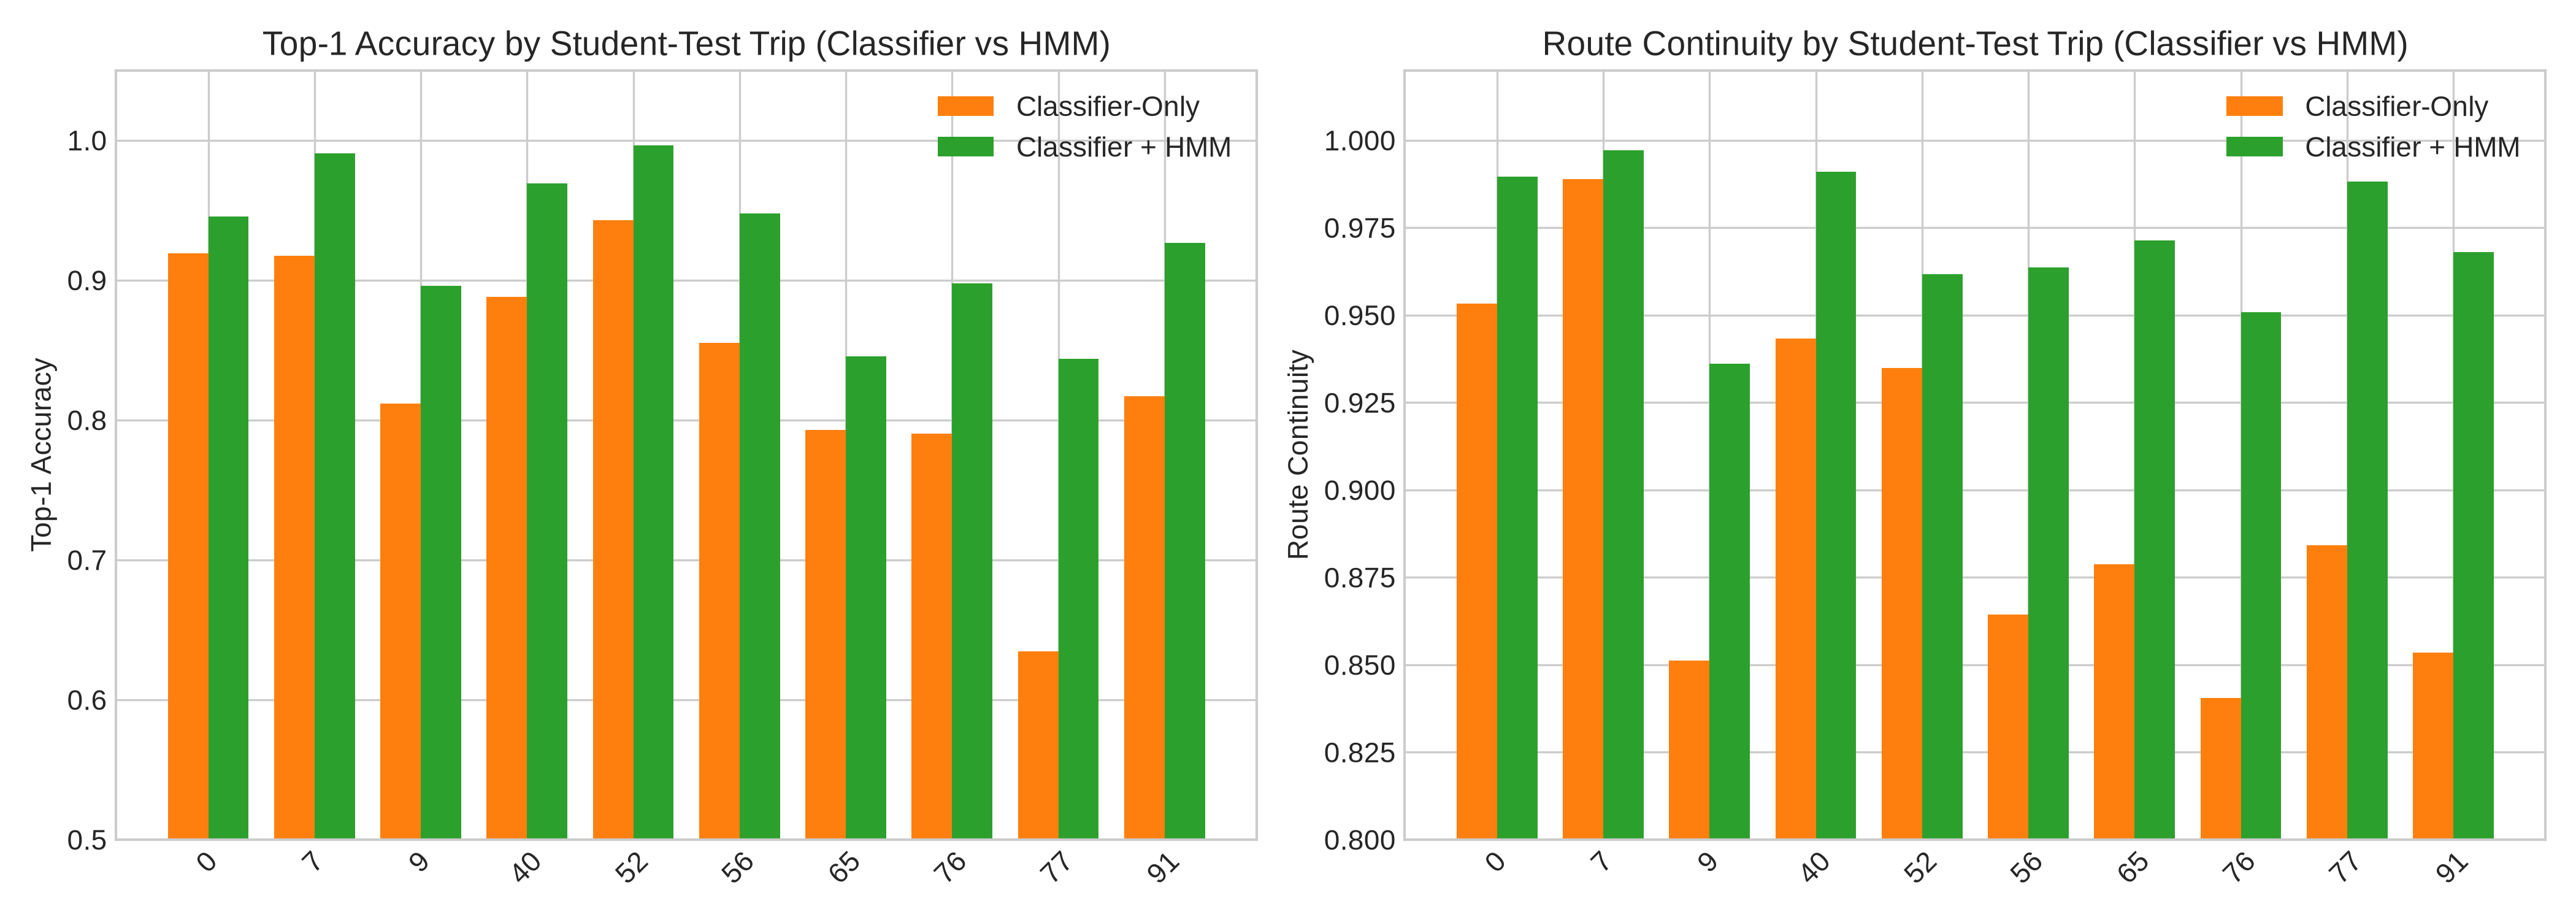 Top-1 Accuracy by Student-Test Trip (Classifier vs HMM)
Classifier-Only
Classifier + HMM
Top-1 Accuracy
1.0
0.9
0.8
0.7
0.6
0.5
0 7 9 40 52 56 65 76 77 91
Route Continuity by Student-Test Trip (Classifier vs HMM)
Classifier-Only
Classifier + HMM
Route Continuity
1.000
0.975
0.950
0.925
0.900
0.875
0.850
0.825
0.800
0 7 9 40 52 56 65 76 77 91